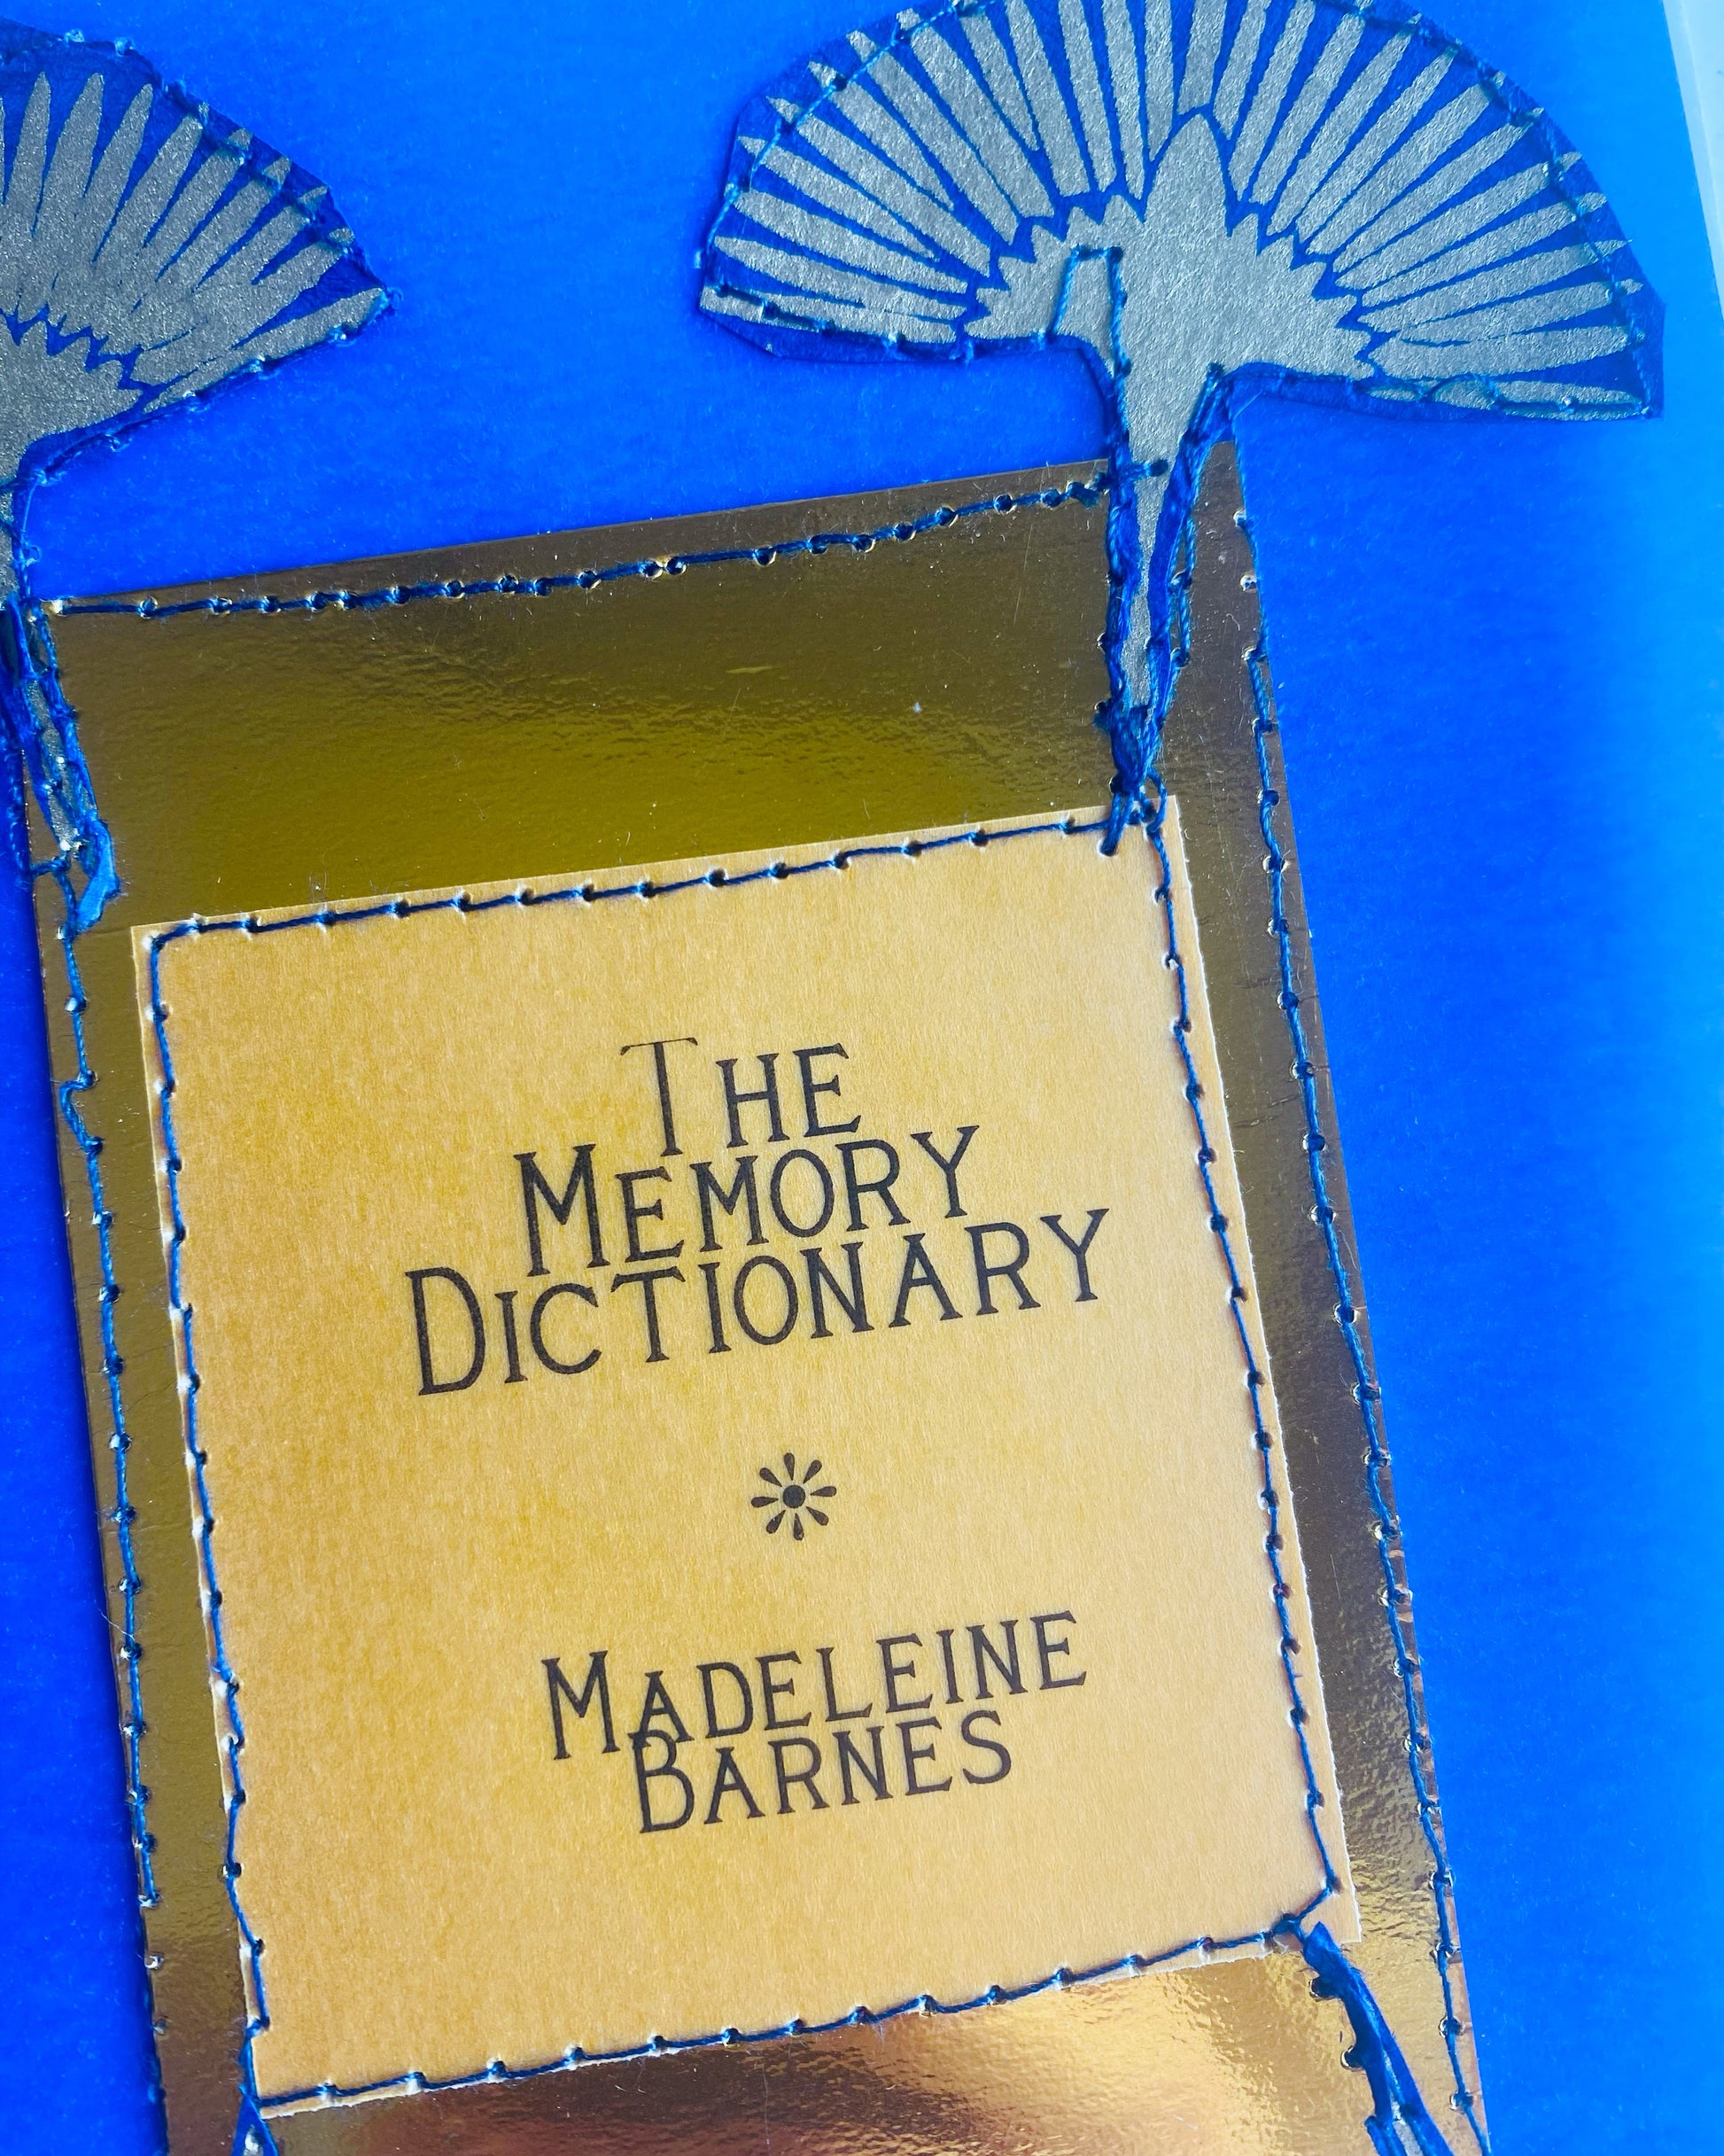 The
Memory
Dictionary
Madeleine
Barnes